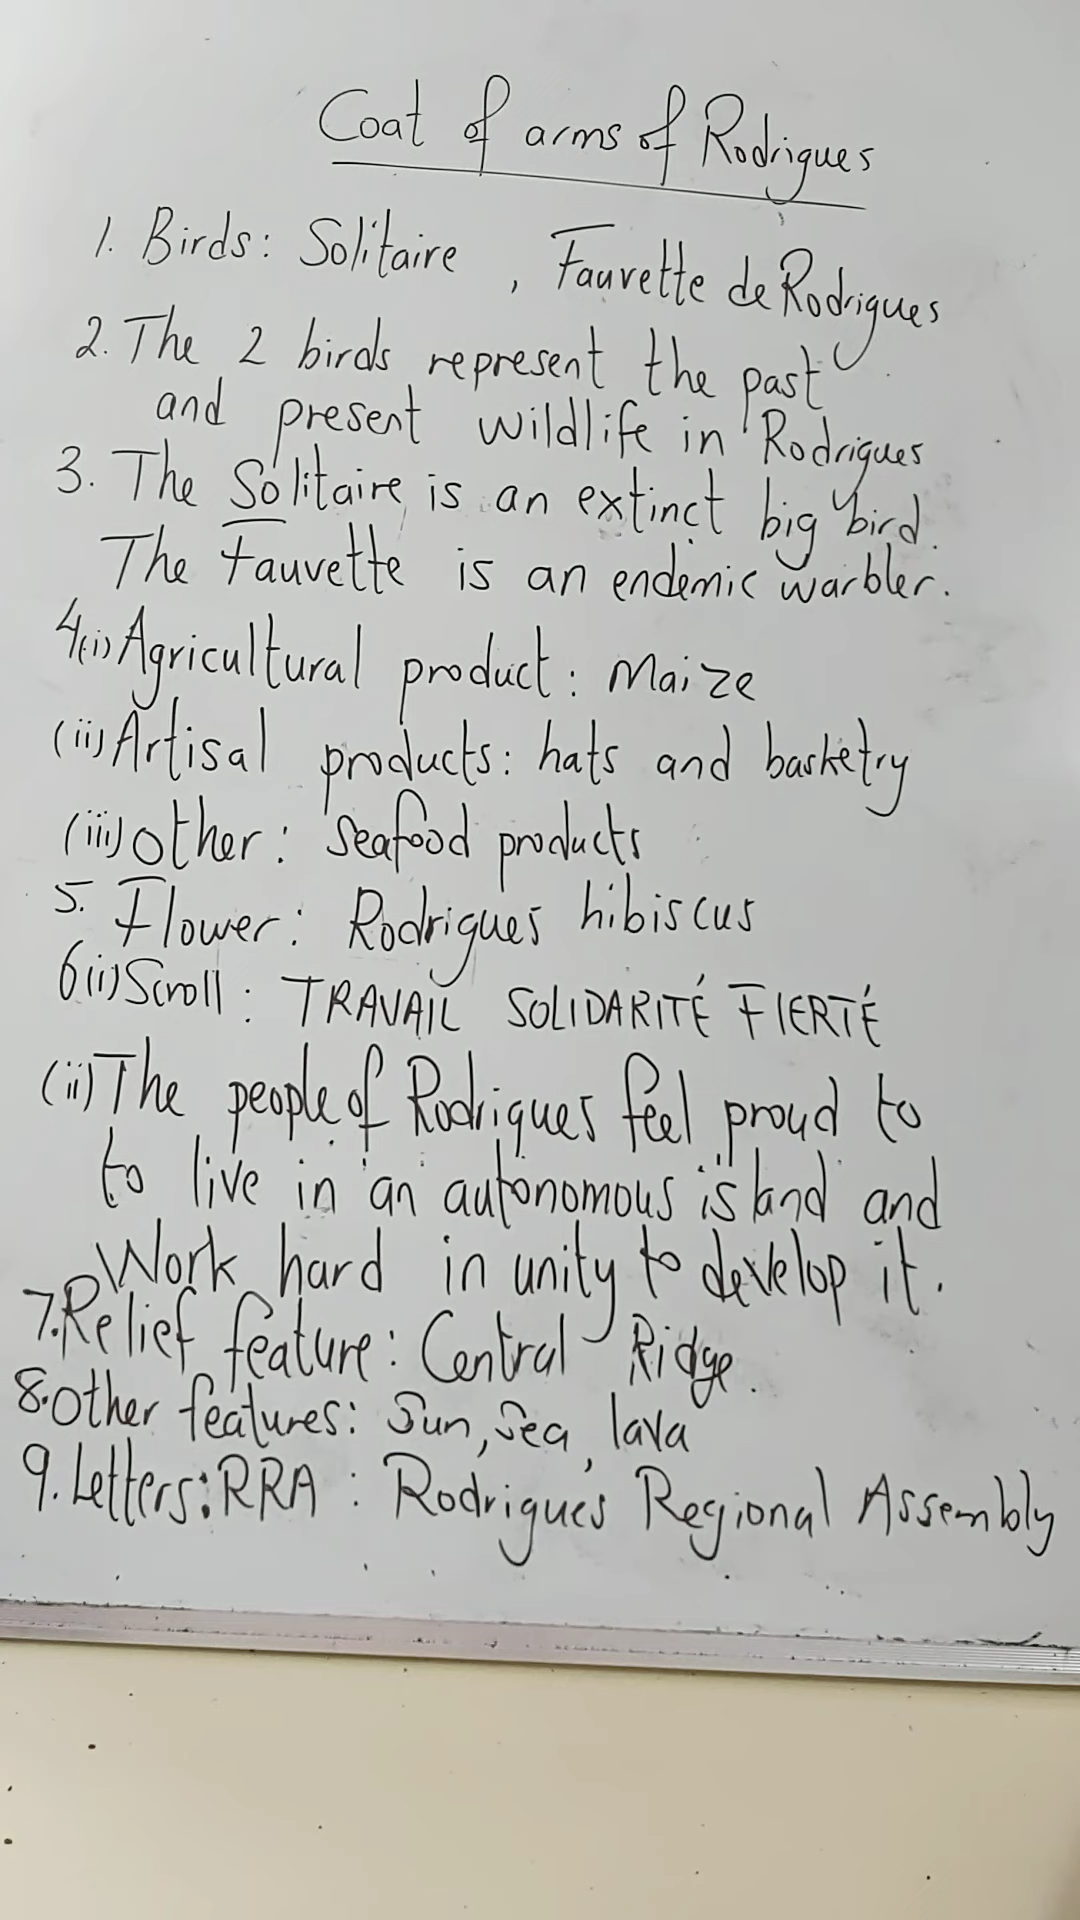 Coat of arms of Rodrigues
1. Birds: Solitaire , Fauvette de Rodrigues
2. The 2 birds represent the past
and present wildlife in Rodrigues
3. The Solitaire is an extinct big bird.
The Fauvette is an endemic warbler.
4(i) Agricultural product: Maize
(ii) Artisal products: hats and basketry
(iii) other: Seafood products
5. Flower: Rodrigues hibiscus
6(i) Scroll: TRAVAIL SOLIDARITÉ FIERTÉ
(ii) The people of Rodrigues feel proud to
to live in an autonomous island and
Work hard in unity to develop it.
7. Relief feature: Central Ridge.
8. Other features: Sun, Sea, lava
9. Letters: RRA : Rodrigues Regional Assembly